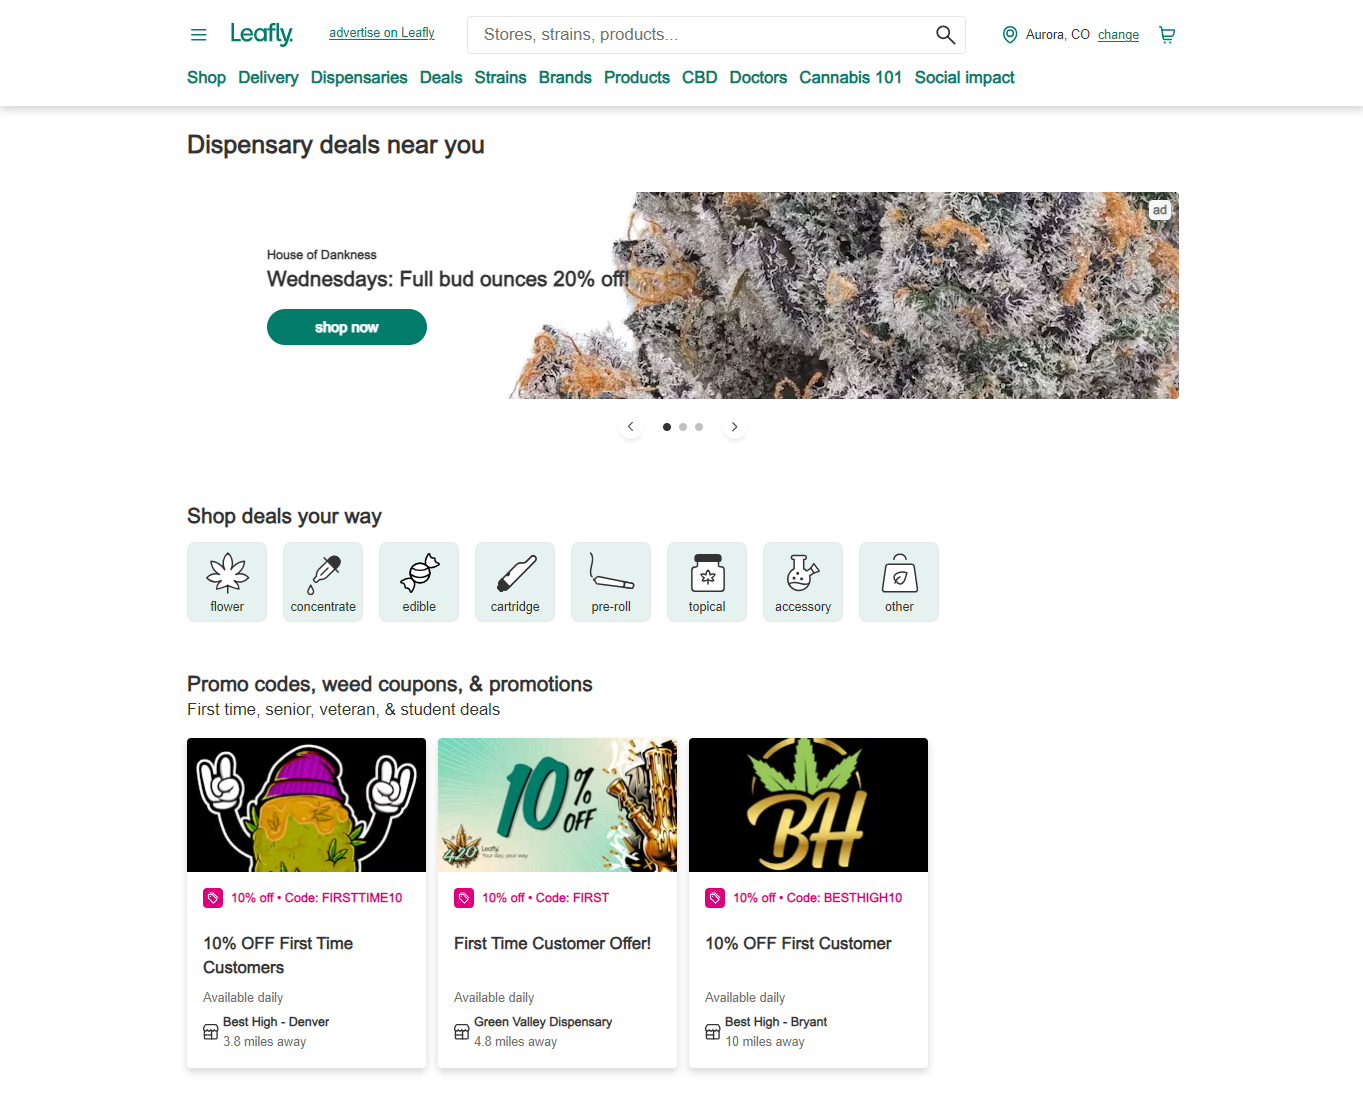 Leafly.
advertise on Leafly
Stores, strains, products...
Aurora, CO change
Shop Delivery Dispensaries Deals Strains Brands Products CBD Doctors Cannabis 101 Social impact
Dispensary deals near you
ad
House of Dankness
Wednesdays: Full bud ounces 20% off!
shop now
Shop deals your way
flower concentrate edible cartridge pre-roll topical accessory other
Promo codes, weed coupons, & promotions
First time, senior, veteran, & student deals
10% OFF
420 Leafly
Your day, your way
BH
10% off • Code: FIRSTTIME10
10% OFF First Time
Customers
Available daily
Best High - Denver
3.8 miles away
10% off • Code: FIRST
First Time Customer Offer!
Available daily
Green Valley Dispensary
4.8 miles away
10% off • Code: BESTHIGH10
10% OFF First Customer
Available daily
Best High - Bryant
10 miles away